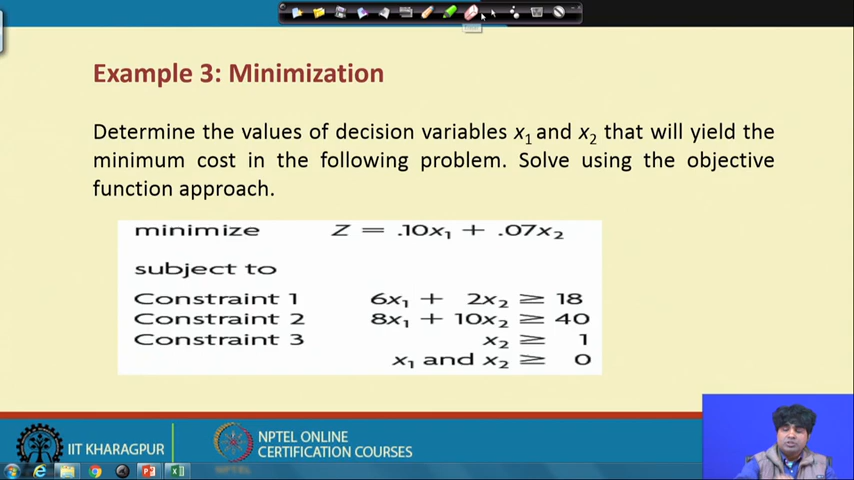 Example 3: Minimization
Determine the values of decision variables x₁ and x₂ that will yield the
minimum cost in the following problem. Solve using the objective
function approach.
minimize Z = .10x₁ + .07x₂
subject to
Constraint 1 6x₁ + 2x₂ ≥ 18
Constraint 2 8x₁ + 10x₂ ≥ 40
Constraint 3 x₂ ≥ 1
x₁ and x₂ ≥ 0
IIT KHARAGPUR
NPTEL ONLINE
CERTIFICATION COURSES
NPTEL